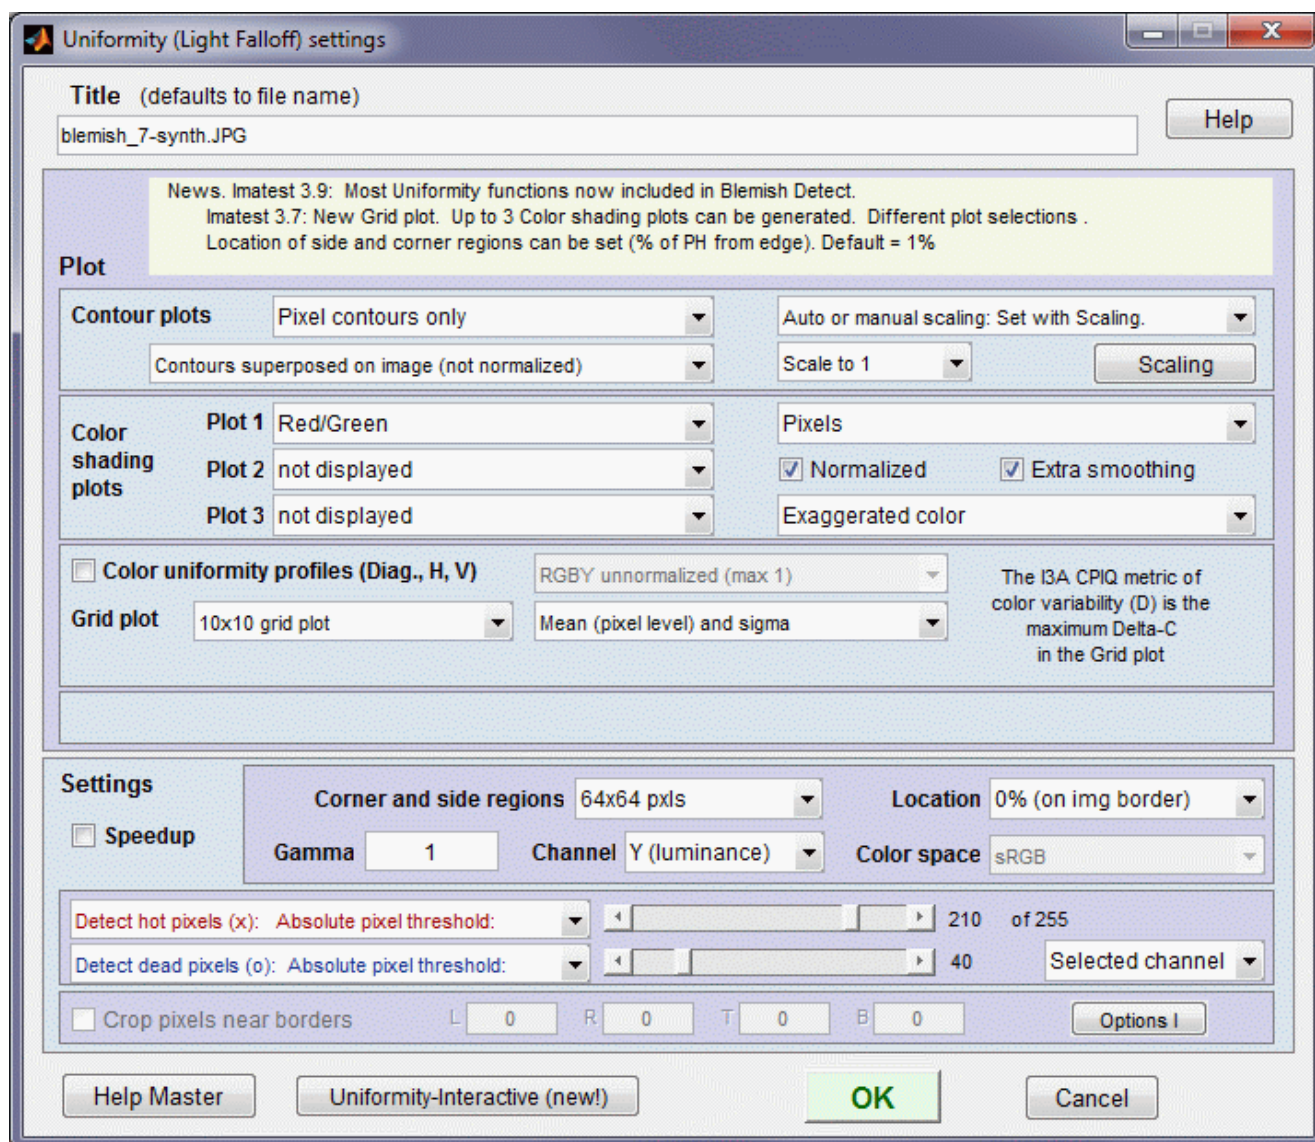 Uniformity (Light Falloff) settings
Title (defaults to file name)
blemish_7-synth.JPG
Help
News. Imatest 3.9: Most Uniformity functions now included in Blemish Detect.
Imatest 3.7: New Grid plot. Up to 3 Color shading plots can be generated. Different plot selections .
Location of side and corner regions can be set (% of PH from edge). Default = 1%
Plot
Contour plots Pixel contours only Auto or manual scaling: Set with Scaling.
Contours superposed on image (not normalized) Scale to 1 Scaling
Color shading plots
Plot 1 Red/Green Pixels
Plot 2 not displayed Normalized Extra smoothing
Plot 3 not displayed Exaggerated color
Color uniformity profiles (Diag., H, V) RGBY unnormalized (max 1)
Grid plot 10x10 grid plot Mean (pixel level) and sigma
The I3A CPIQ metric of
color variability (D) is the
maximum Delta-C
in the Grid plot
Settings
Corner and side regions 64x64 pxls Location 0% (on img border)
Speedup
Gamma 1 Channel Y (luminance) Color space sRGB
Detect hot pixels (x): Absolute pixel threshold: 210 of 255
Detect dead pixels (o): Absolute pixel threshold: 40 Selected channel
Crop pixels near borders L 0 R 0 T 0 B 0 Options I
Help Master Uniformity-Interactive (new!) OK Cancel